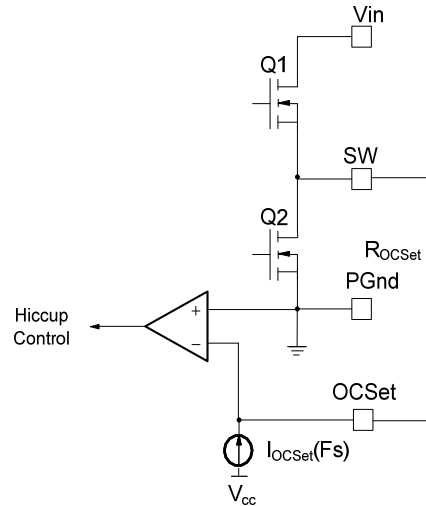 Vin
Q1
SW
Q2
ROCSet
PGnd
+
−
Hiccup
Control
OCSet
IOCSet(Fs)
Vcc